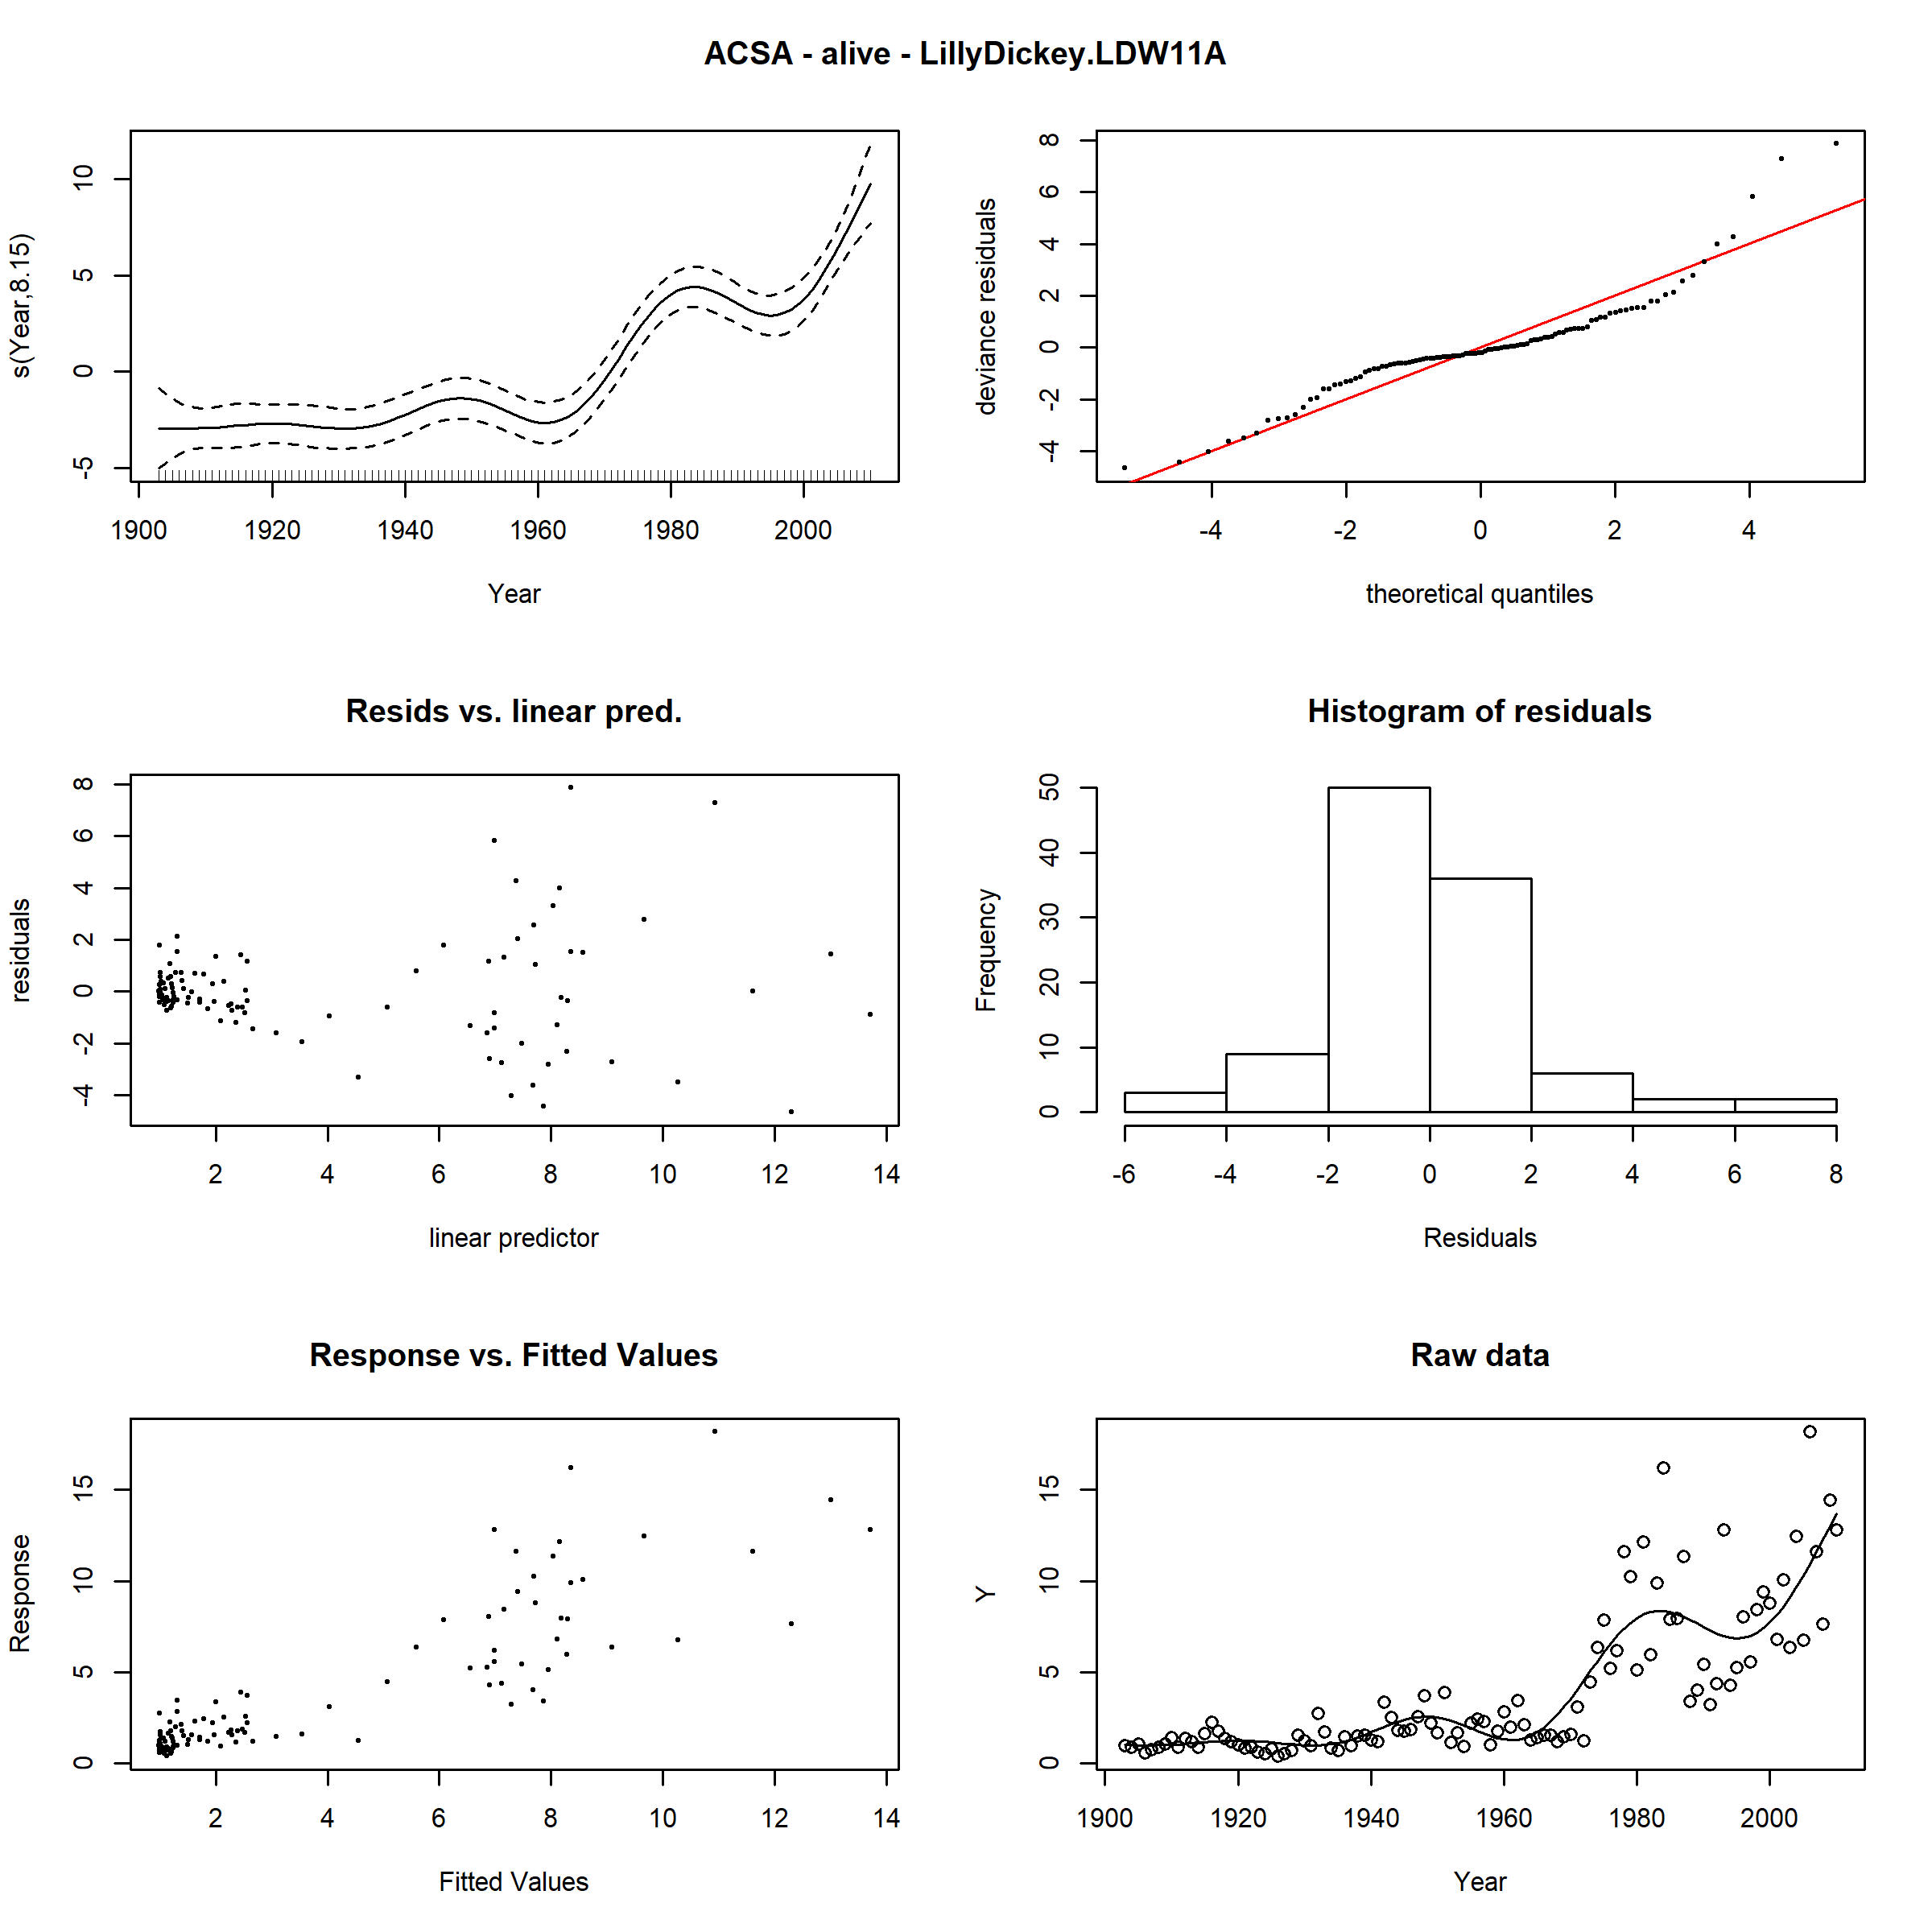 ACSA - alive - LillyDickey.LDW11A
s(Year,8.15)
10
5
0
-5
1900 1920 1940 1960 1980 2000
Year
deviance residuals
8
6
4
2
0
-2
-4
-4 -2 0 2 4
theoretical quantiles
Resids vs. linear pred.
residuals
8
6
4
2
0
-2
-4
2 4 6 8 10 12 14
linear predictor
Histogram of residuals
Frequency
50
40
30
20
10
0
-6 -4 -2 0 2 4 6 8
Residuals
Response vs. Fitted Values
Response
15
10
5
0
2 4 6 8 10 12 14
Fitted Values
Raw data
Y
15
10
5
0
1900 1920 1940 1960 1980 2000
Year